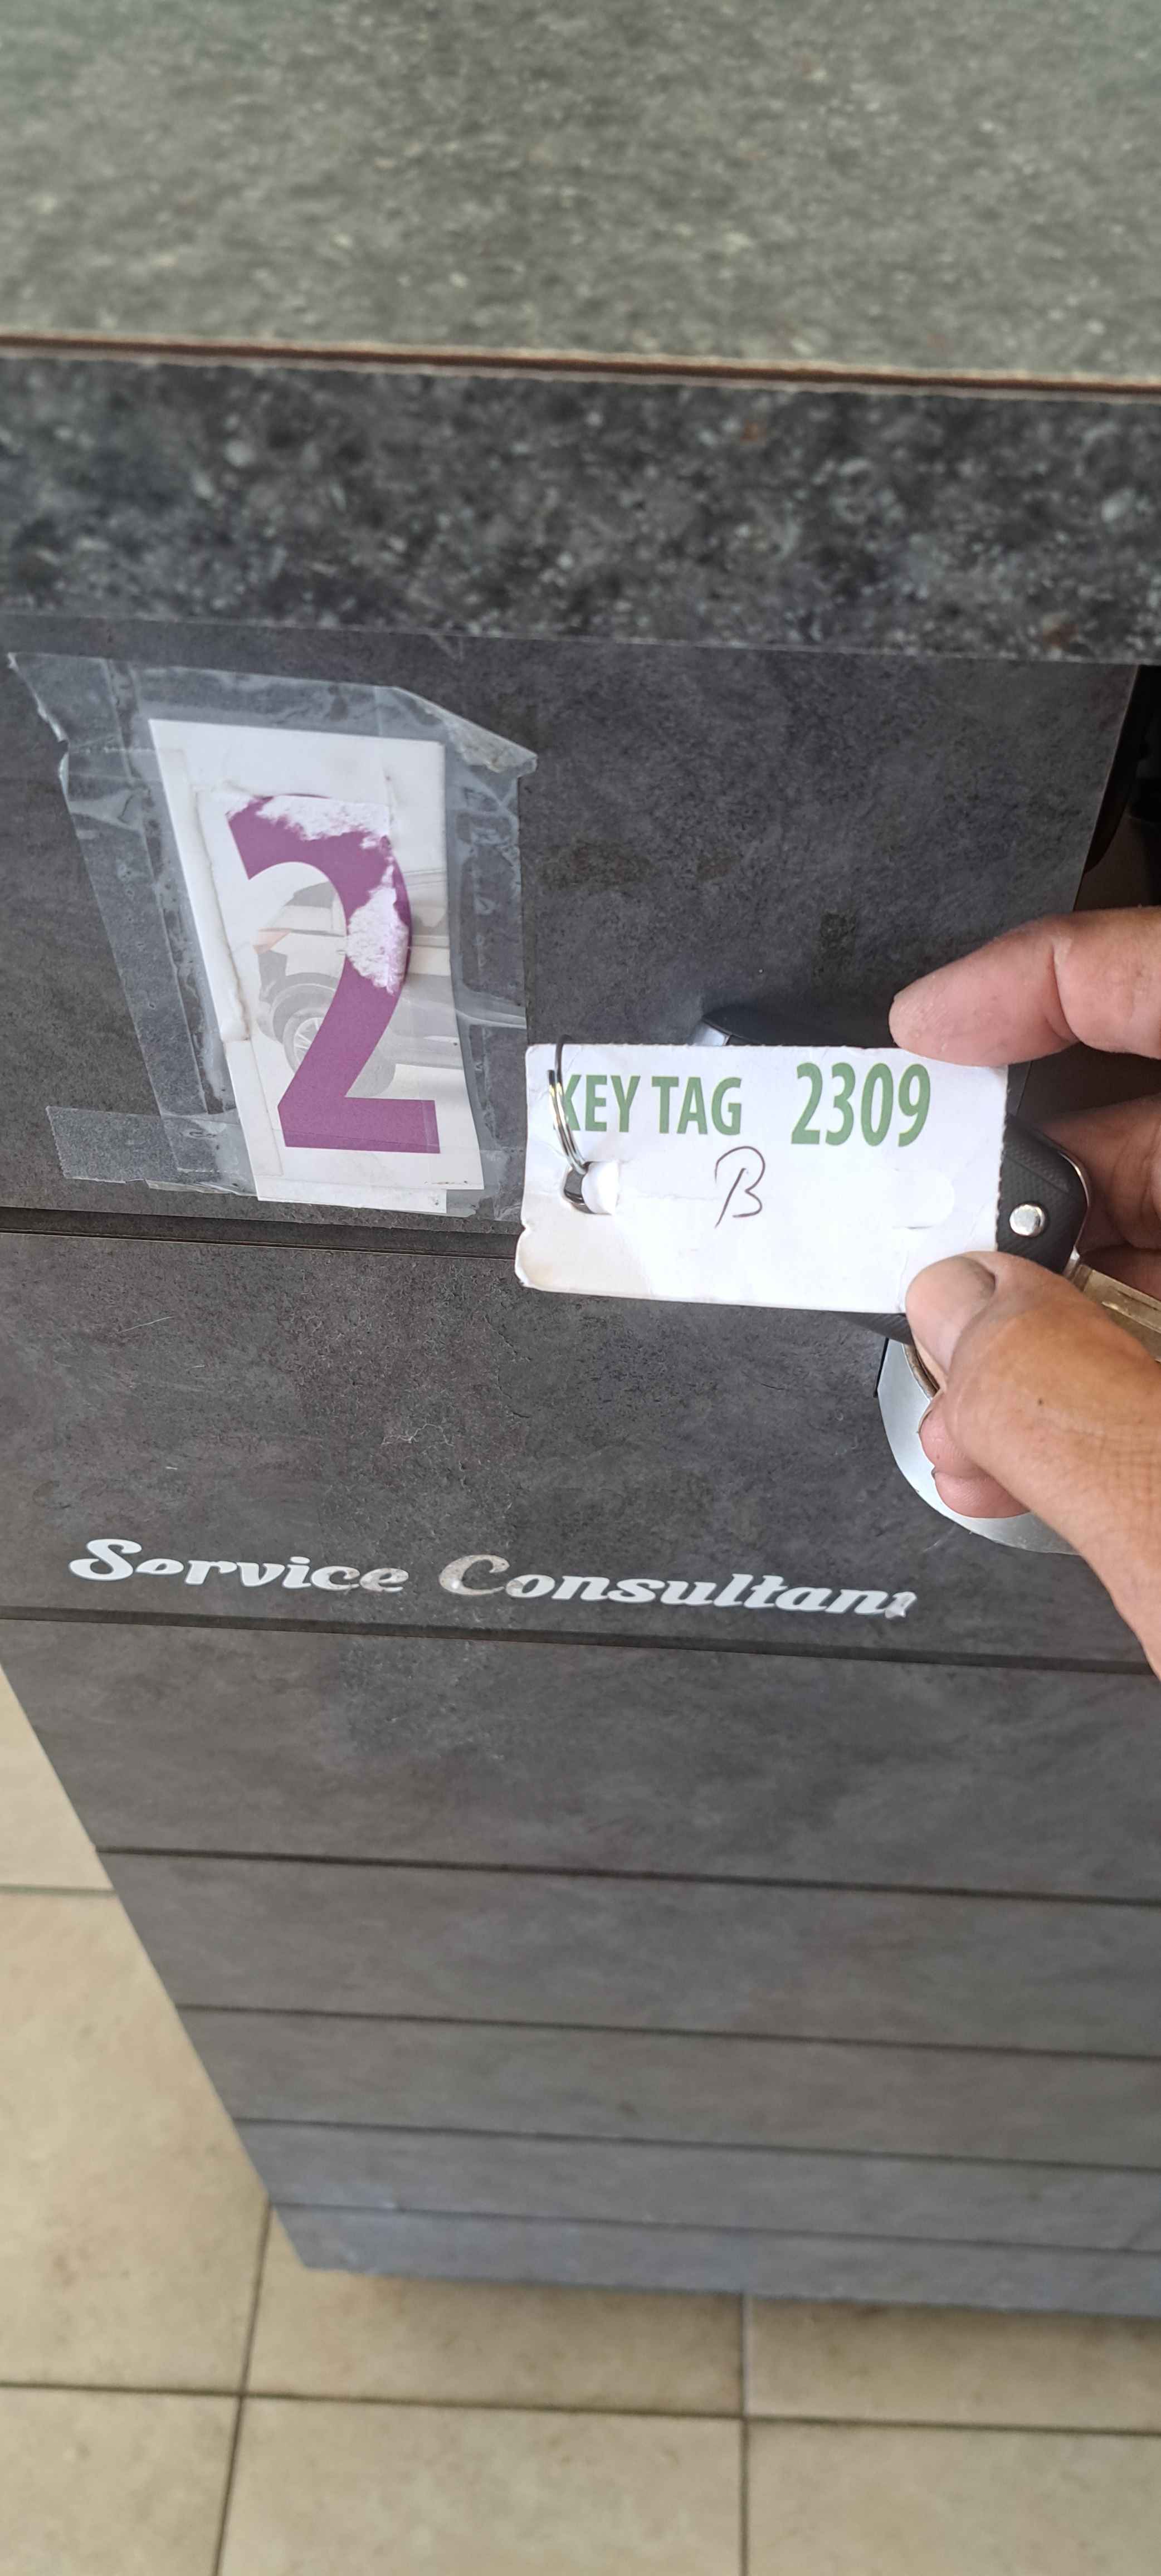 2
KEY TAG 2309
B
Service Consultant